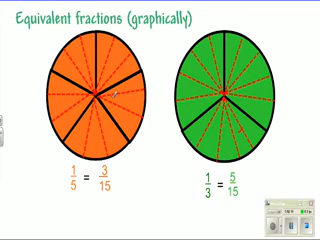 Equivalent fractions (graphically)
1/5 = 3/15
1/3 = 5/15